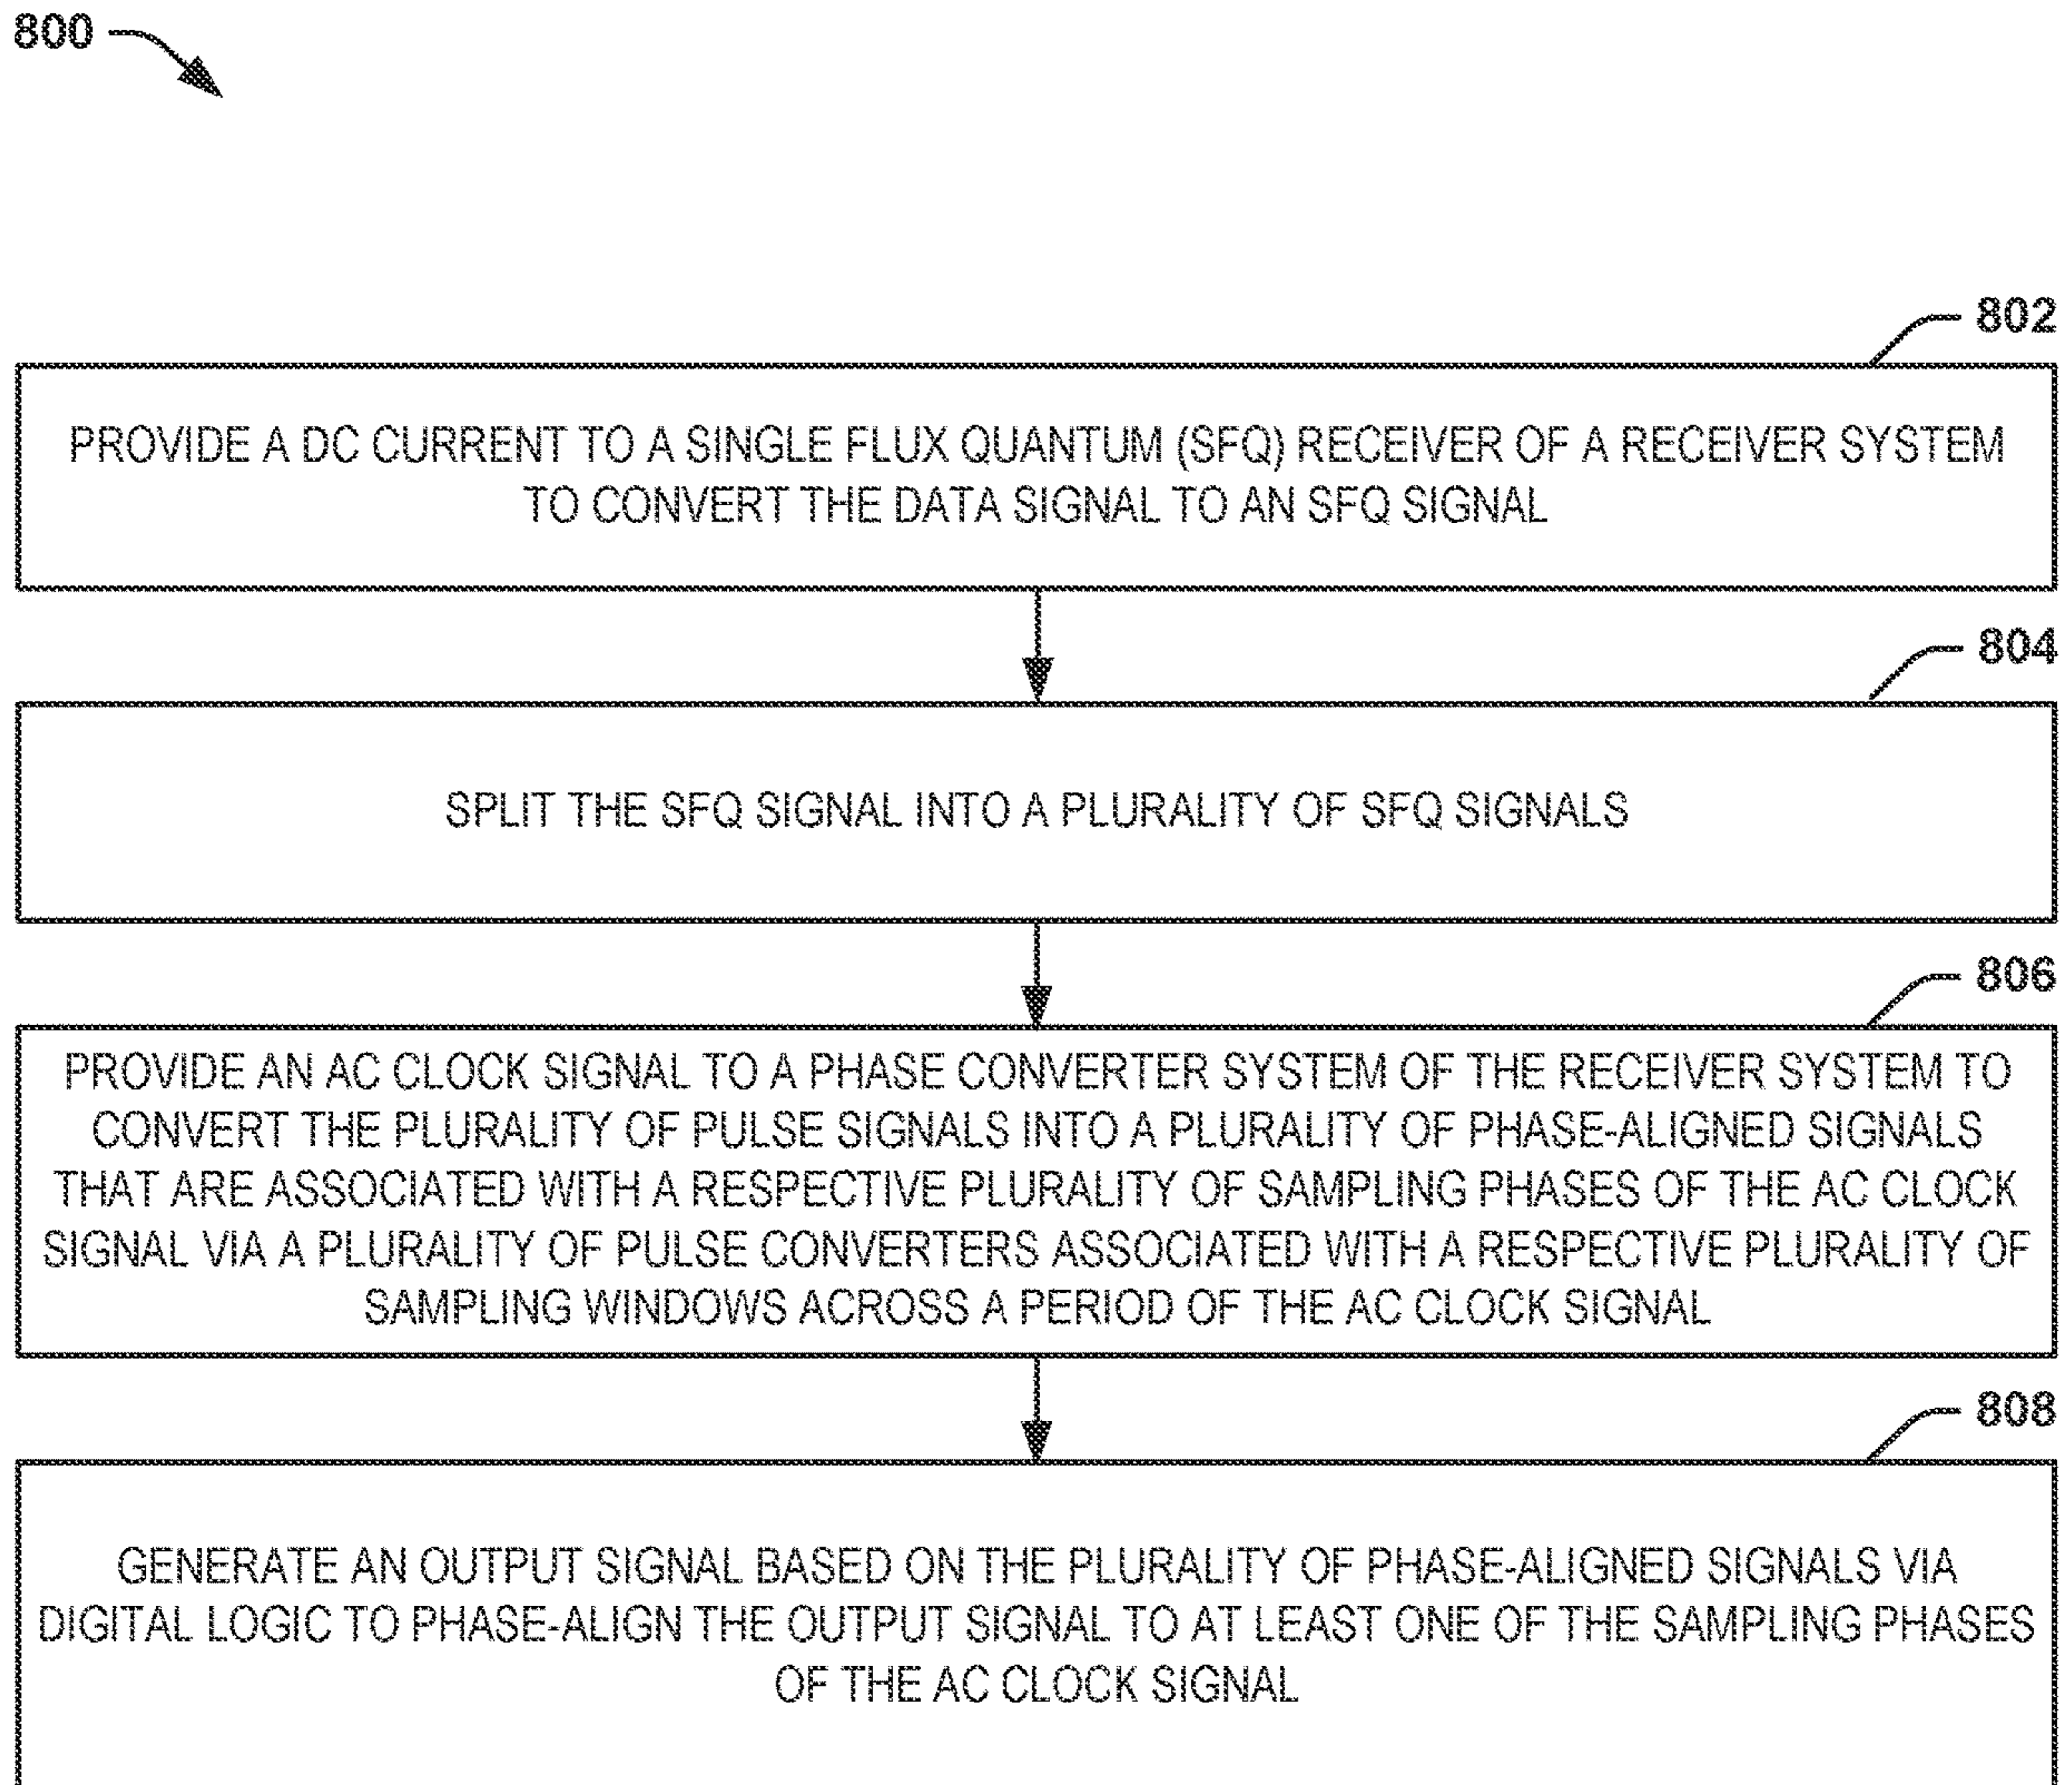 800
802
PROVIDE A DC CURRENT TO A SINGLE FLUX QUANTUM (SFQ) RECEIVER OF A RECEIVER SYSTEM
TO CONVERT THE DATA SIGNAL TO AN SFQ SIGNAL
804
SPLIT THE SFQ SIGNAL INTO A PLURALITY OF SFQ SIGNALS
806
PROVIDE AN AC CLOCK SIGNAL TO A PHASE CONVERTER SYSTEM OF THE RECEIVER SYSTEM TO
CONVERT THE PLURALITY OF PULSE SIGNALS INTO A PLURALITY OF PHASE-ALIGNED SIGNALS
THAT ARE ASSOCIATED WITH A RESPECTIVE PLURALITY OF SAMPLING PHASES OF THE AC CLOCK
SIGNAL VIA A PLURALITY OF PULSE CONVERTERS ASSOCIATED WITH A RESPECTIVE PLURALITY OF
SAMPLING WINDOWS ACROSS A PERIOD OF THE AC CLOCK SIGNAL
808
GENERATE AN OUTPUT SIGNAL BASED ON THE PLURALITY OF PHASE-ALIGNED SIGNALS VIA
DIGITAL LOGIC TO PHASE-ALIGN THE OUTPUT SIGNAL TO AT LEAST ONE OF THE SAMPLING PHASES
OF THE AC CLOCK SIGNAL